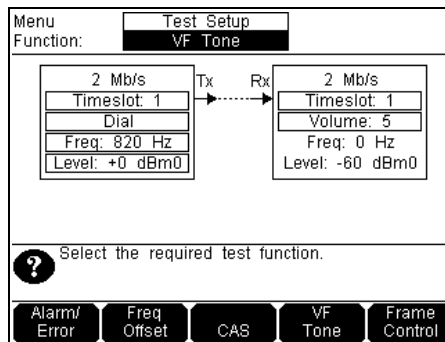 Menu Test Setup
Function: VF Tone
2 Mb/s
Timeslot: 1
Dial
Freq: 820 Hz
Level: +0 dBm0
Tx Rx
2 Mb/s
Timeslot: 1
Volume: 5
Freq: 0 Hz
Level: -60 dBm0
? Select the required test function.
Alarm/
Error
Freq
Offset
CAS
VF
Tone
Frame
Control